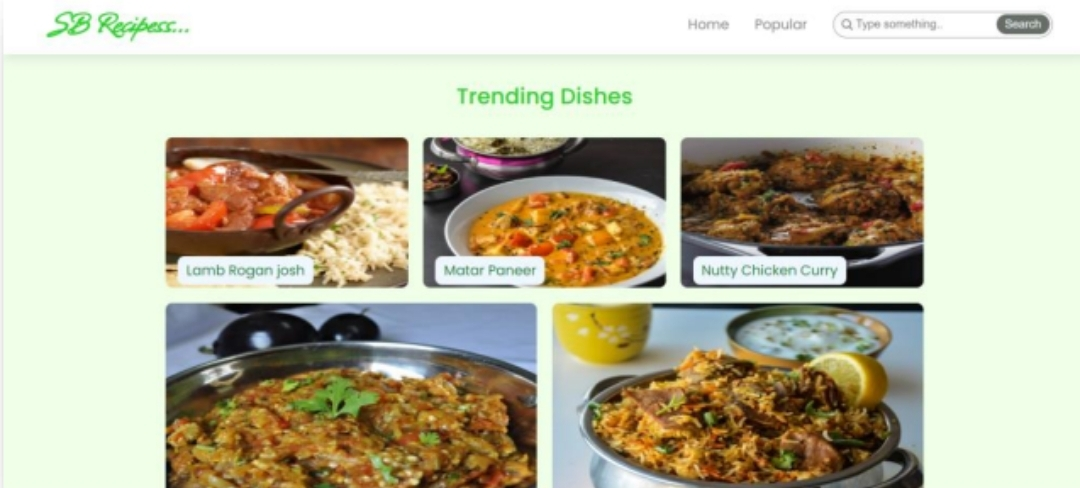 SB Recipess...
Home
Popular
Type something..
Search
Trending Dishes
Lamb Rogan josh
Matar Paneer
Nutty Chicken Curry